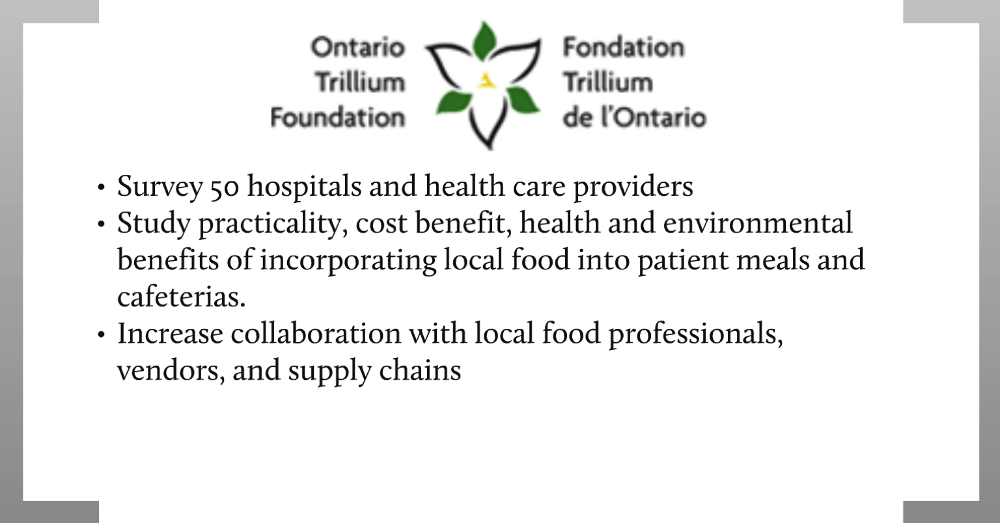 Ontario
Trillium
Foundation
Fondation
Trillium
de l'Ontario
• Survey 50 hospitals and health care providers
• Study practicality, cost benefit, health and environmental
benefits of incorporating local food into patient meals and
cafeterias.
• Increase collaboration with local food professionals,
vendors, and supply chains